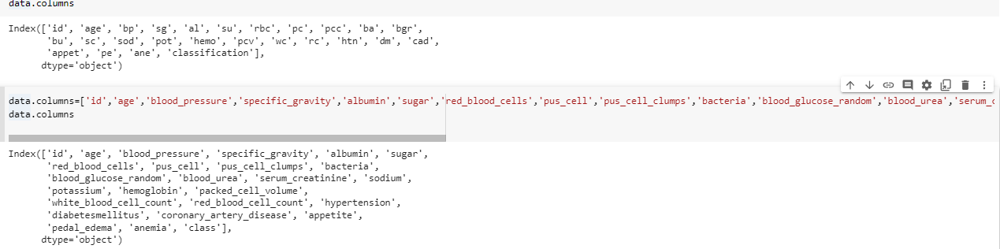 data.columns
Index(['id', 'age', 'bp', 'sg', 'al', 'su', 'rbc', 'pc', 'pcc', 'ba', 'bgr',
'bu', 'sc', 'sod', 'pot', 'hemo', 'pcv', 'wc', 'rc', 'htn', 'dm', 'cad',
'appet', 'pe', 'ane', 'classification'],
dtype='object')
data.columns=['id','age','blood_pressure','specific_gravity','albumin','sugar','red_blood_cells','pus_cell','pus_cell_clumps','bacteria','blood_glucose_random','blood_urea','serum_c
data.columns
Index(['id', 'age', 'blood_pressure', 'specific_gravity', 'albumin', 'sugar',
'red_blood_cells', 'pus_cell', 'pus_cell_clumps', 'bacteria',
'blood_glucose_random', 'blood_urea', 'serum_creatinine', 'sodium',
'potassium', 'hemoglobin', 'packed_cell_volume',
'white_blood_cell_count', 'red_blood_cell_count', 'hypertension',
'diabetesmellitus', 'coronary_artery_disease', 'appetite',
'pedal_edema', 'anemia', 'class'],
dtype='object')